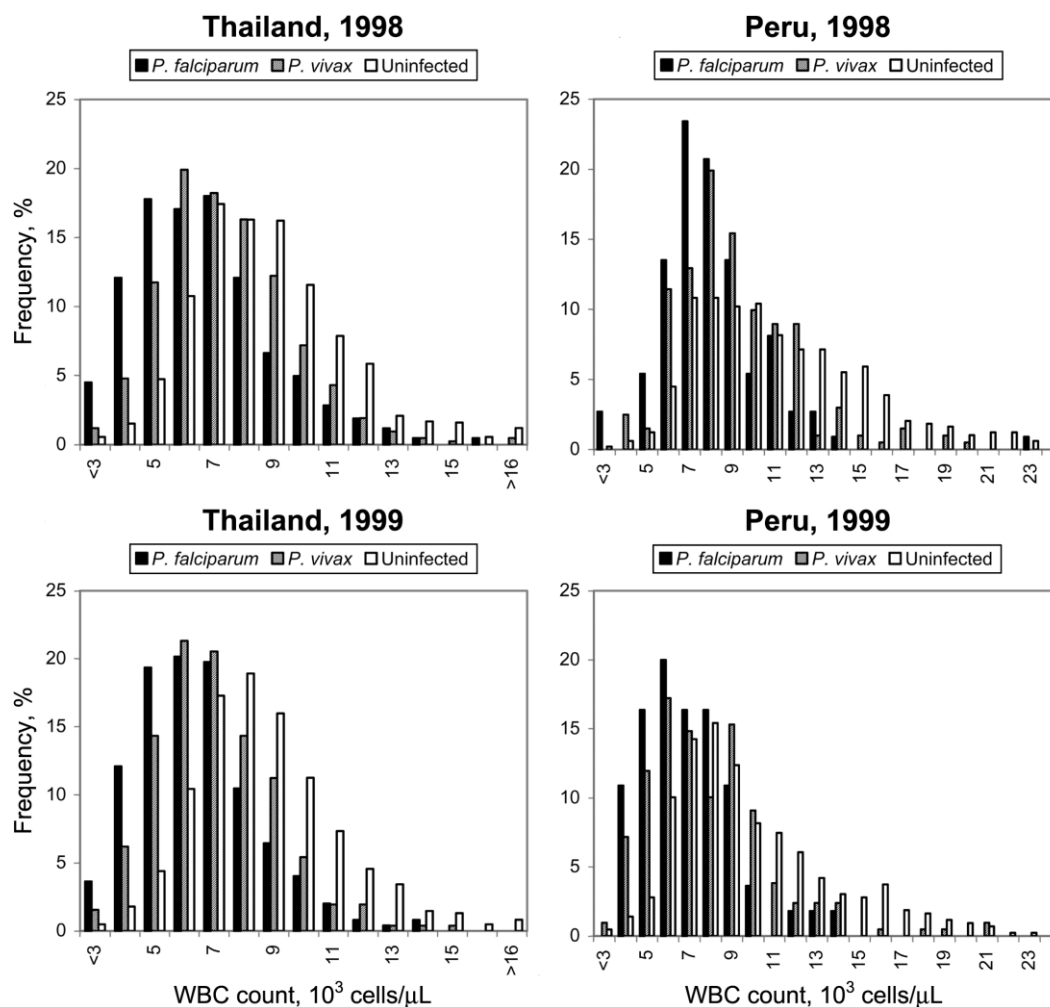 Thailand, 1998
P. falciparum P. vivax Uninfected
Frequency, %
25
20
15
10
5
0
<3 5 7 9 11 13 15 >16
Peru, 1998
P. falciparum P. vivax Uninfected
25
20
15
10
5
0
<3 5 7 9 11 13 15 17 19 21 23
Thailand, 1999
P. falciparum P. vivax Uninfected
Frequency, %
25
20
15
10
5
0
<3 5 7 9 11 13 15 >16
WBC count, 10³ cells/μL
Peru, 1999
P. falciparum P. vivax Uninfected
25
20
15
10
5
0
<3 5 7 9 11 13 15 17 19 21 23
WBC count, 10³ cells/μL